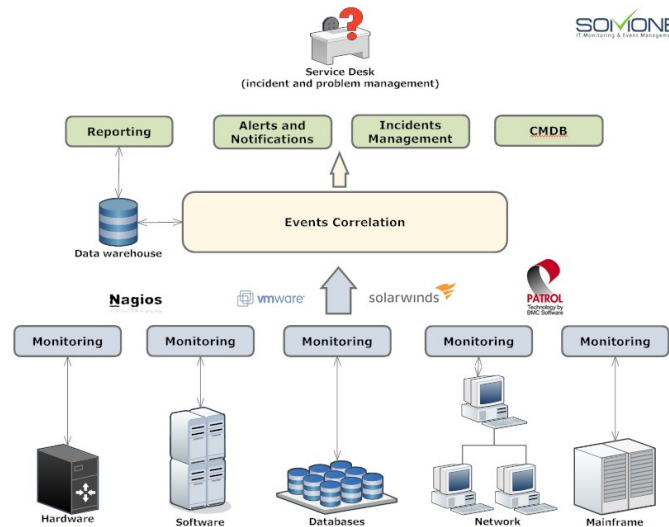 SOMONE
IT Monitoring & Event Management
Service Desk
(incident and problem management)
Reporting
Alerts and
Notifications
Incidents
Management
CMDB
Events Correlation
Data warehouse
Nagios
vmware
solarwinds
PATROL
Technology by
BMC Software
Monitoring
Monitoring
Monitoring
Monitoring
Monitoring
Hardware
Software
Databases
Network
Mainframe